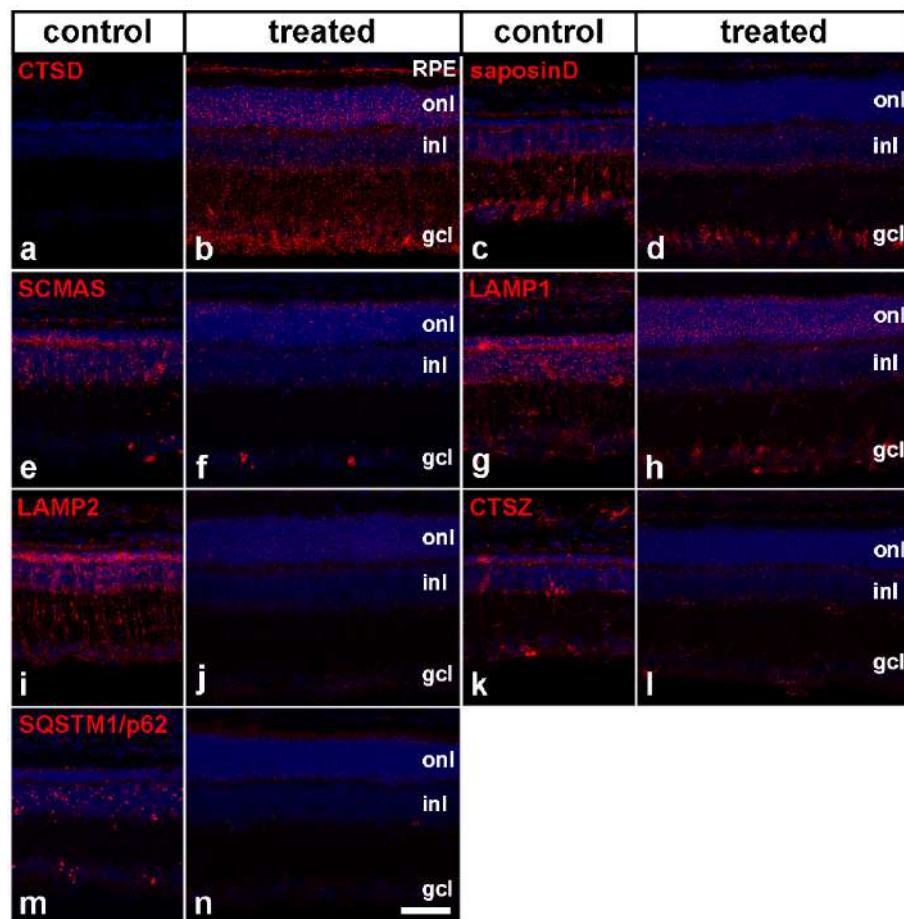 control treated control treated
CTSD RPE saposinD
onl onl
inl inl
gcl gcl
a b c d
SCMAS LAMP1
onl onl
inl inl
gcl gcl
e f g h
LAMP2 CTSZ
onl onl
inl inl
gcl gcl
i j k l
SQSTM1/p62
onl
inl
gcl
m n